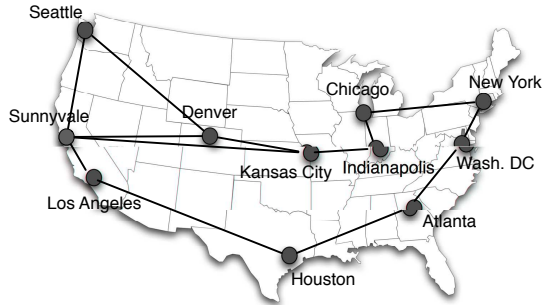 Seattle
Chicago
New York
Sunnyvale
Denver
Kansas City
Indianapolis
Wash. DC
Los Angeles
Atlanta
Houston